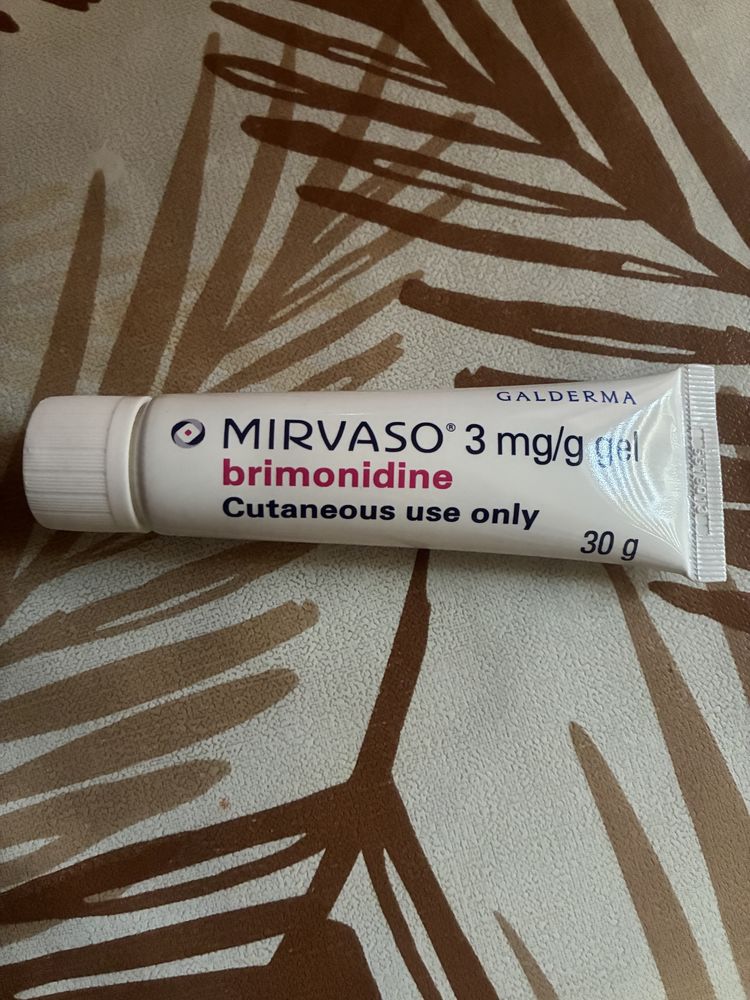 GALDERMA
MIRVASO® 3 mg/g gel
brimonidine
Cutaneous use only
30 g